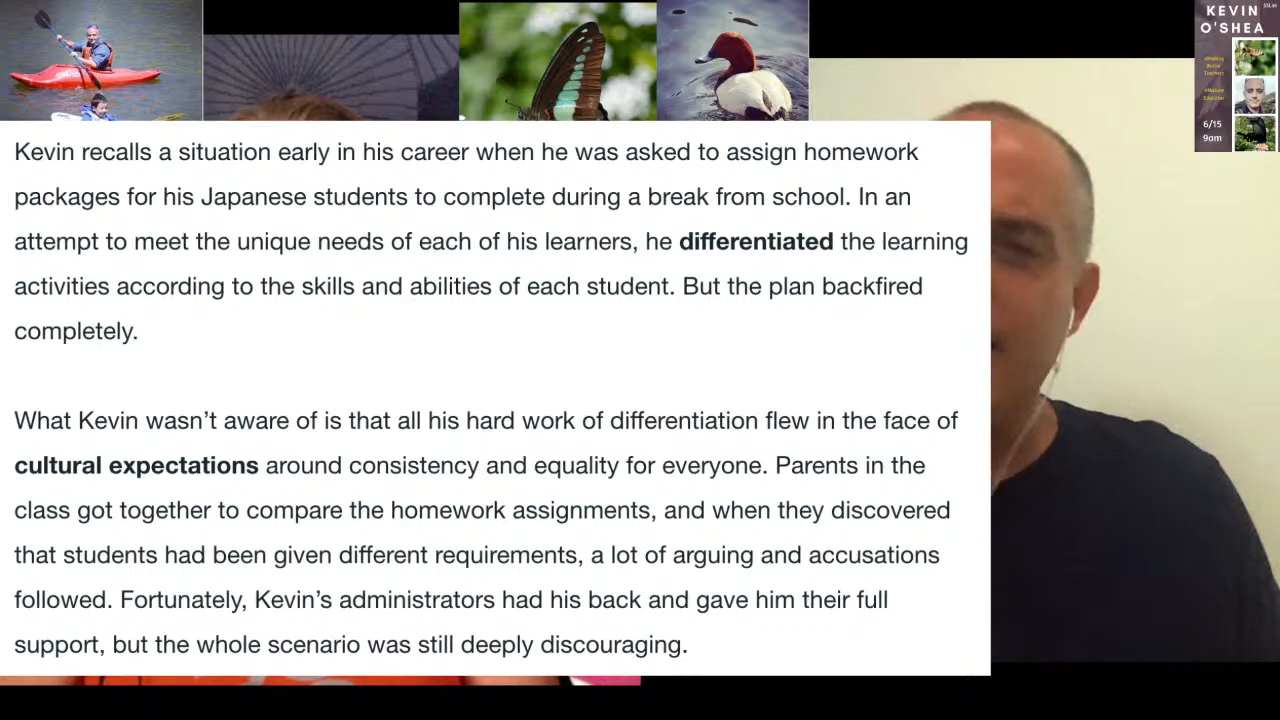 KEVIN
O'SHEA
6/15
9am
Kevin recalls a situation early in his career when he was asked to assign homework
packages for his Japanese students to complete during a break from school. In an
attempt to meet the unique needs of each of his learners, he differentiated the learning
activities according to the skills and abilities of each student. But the plan backfired
completely.
What Kevin wasn’t aware of is that all his hard work of differentiation flew in the face of
cultural expectations around consistency and equality for everyone. Parents in the
class got together to compare the homework assignments, and when they discovered
that students had been given different requirements, a lot of arguing and accusations
followed. Fortunately, Kevin’s administrators had his back and gave him their full
support, but the whole scenario was still deeply discouraging.